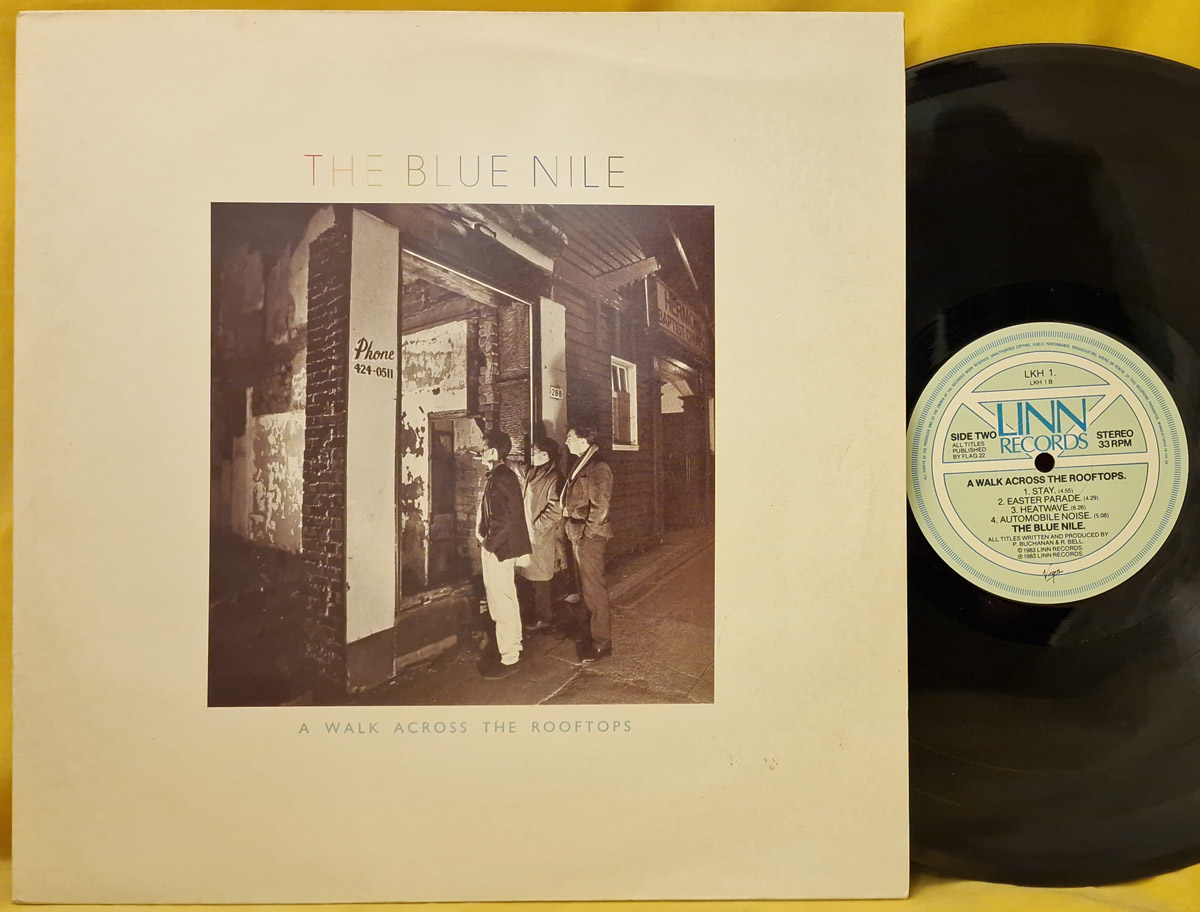 THE BLUE NILE
Phone
424-0511
288
BAPTIST
A WALK ACROSS THE ROOFTOPS
LKH 1.
LKH 1 B
LINN
RECORDS
SIDE TWO
ALL TITLES
PUBLISHED
BY FLAG 22
STEREO
33 RPM
A WALK ACROSS THE ROOFTOPS.
1. STAY. (4.55)
2. EASTER PARADE. (4.29)
3. HEATWAVE. (6.26)
4. AUTOMOBILE NOISE. (5.08)
THE BLUE NILE.
ALL TITLES WRITTEN AND PRODUCED BY
P. BUCHANAN & R. BELL.
© 1983 LINN RECORDS.
℗ 1983 LINN RECORDS.
Virgin